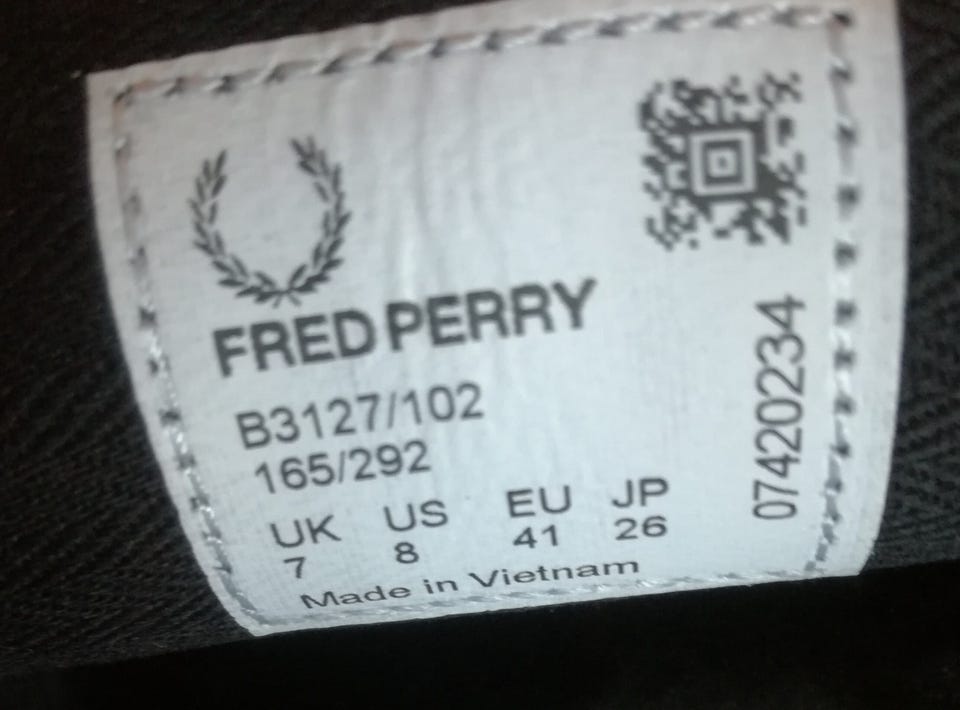 FRED PERRY
B3127/102
165/292
UK US EU JP
7 8 41 26
Made in Vietnam
07420234